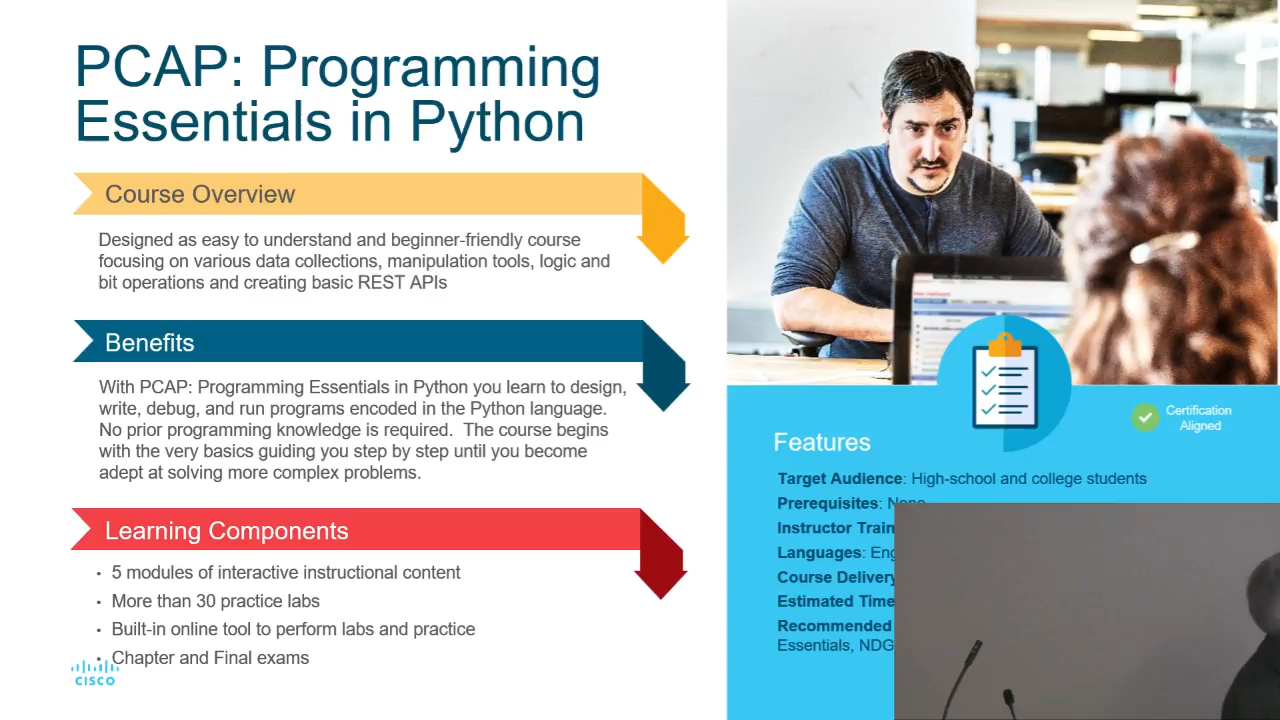 PCAP: Programming
Essentials in Python
Course Overview
Designed as easy to understand and beginner-friendly course
focusing on various data collections, manipulation tools, logic and
bit operations and creating basic REST APIs
Benefits
With PCAP: Programming Essentials in Python you learn to design,
write, debug, and run programs encoded in the Python language.
No prior programming knowledge is required. The course begins
with the very basics guiding you step by step until you become
adept at solving more complex problems.
Learning Components
• 5 modules of interactive instructional content
• More than 30 practice labs
• Built-in online tool to perform labs and practice
• Chapter and Final exams
CISCO
Certification
Aligned
Features
Target Audience: High-school and college students
Prerequisites: None
Instructor Train
Languages: Eng
Course Delivery
Estimated Time
Recommended
Essentials, NDG